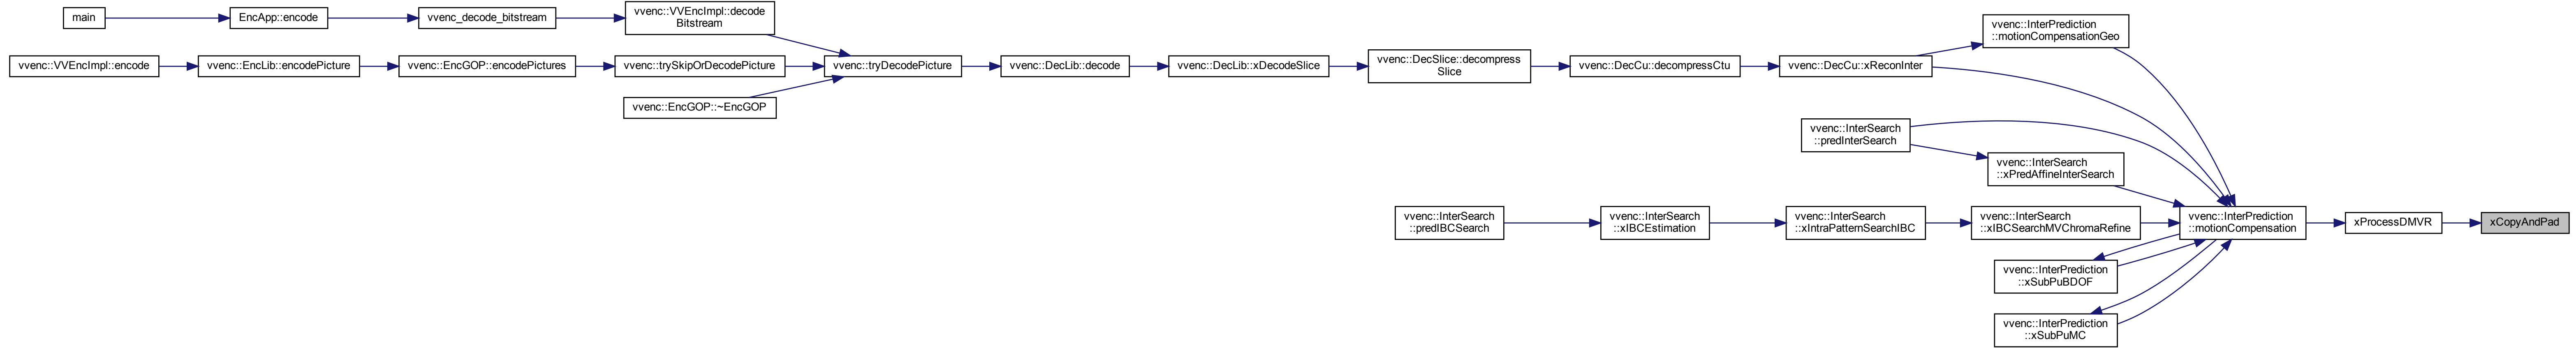 main
EncApp::encode
vvenc_decode_bitstream
vvenc::VVEncImpl::decode
Bitstream
vvenc::VVEncImpl::encode
vvenc::EncLib::encodePicture
vvenc::EncGOP::encodePictures
vvenc::trySkipOrDecodePicture
vvenc::EncGOP::~EncGOP
vvenc::tryDecodePicture
vvenc::DecLib::decode
vvenc::DecLib::xDecodeSlice
vvenc::DecSlice::decompress
Slice
vvenc::DecCu::decompressCtu
vvenc::DecCu::xReconInter
vvenc::InterPrediction
::motionCompensationGeo
vvenc::InterSearch
::predInterSearch
vvenc::InterSearch
::xPredAffineInterSearch
vvenc::InterSearch
::predIBCSearch
vvenc::InterSearch
::xIBCEstimation
vvenc::InterSearch
::xIntraPatternSearchIBC
vvenc::InterSearch
::xIBCSearchMVChromaRefine
vvenc::InterPrediction
::motionCompensation
xProcessDMVR
xCopyAndPad
vvenc::InterPrediction
::xSubPuBDOF
vvenc::InterPrediction
::xSubPuMC